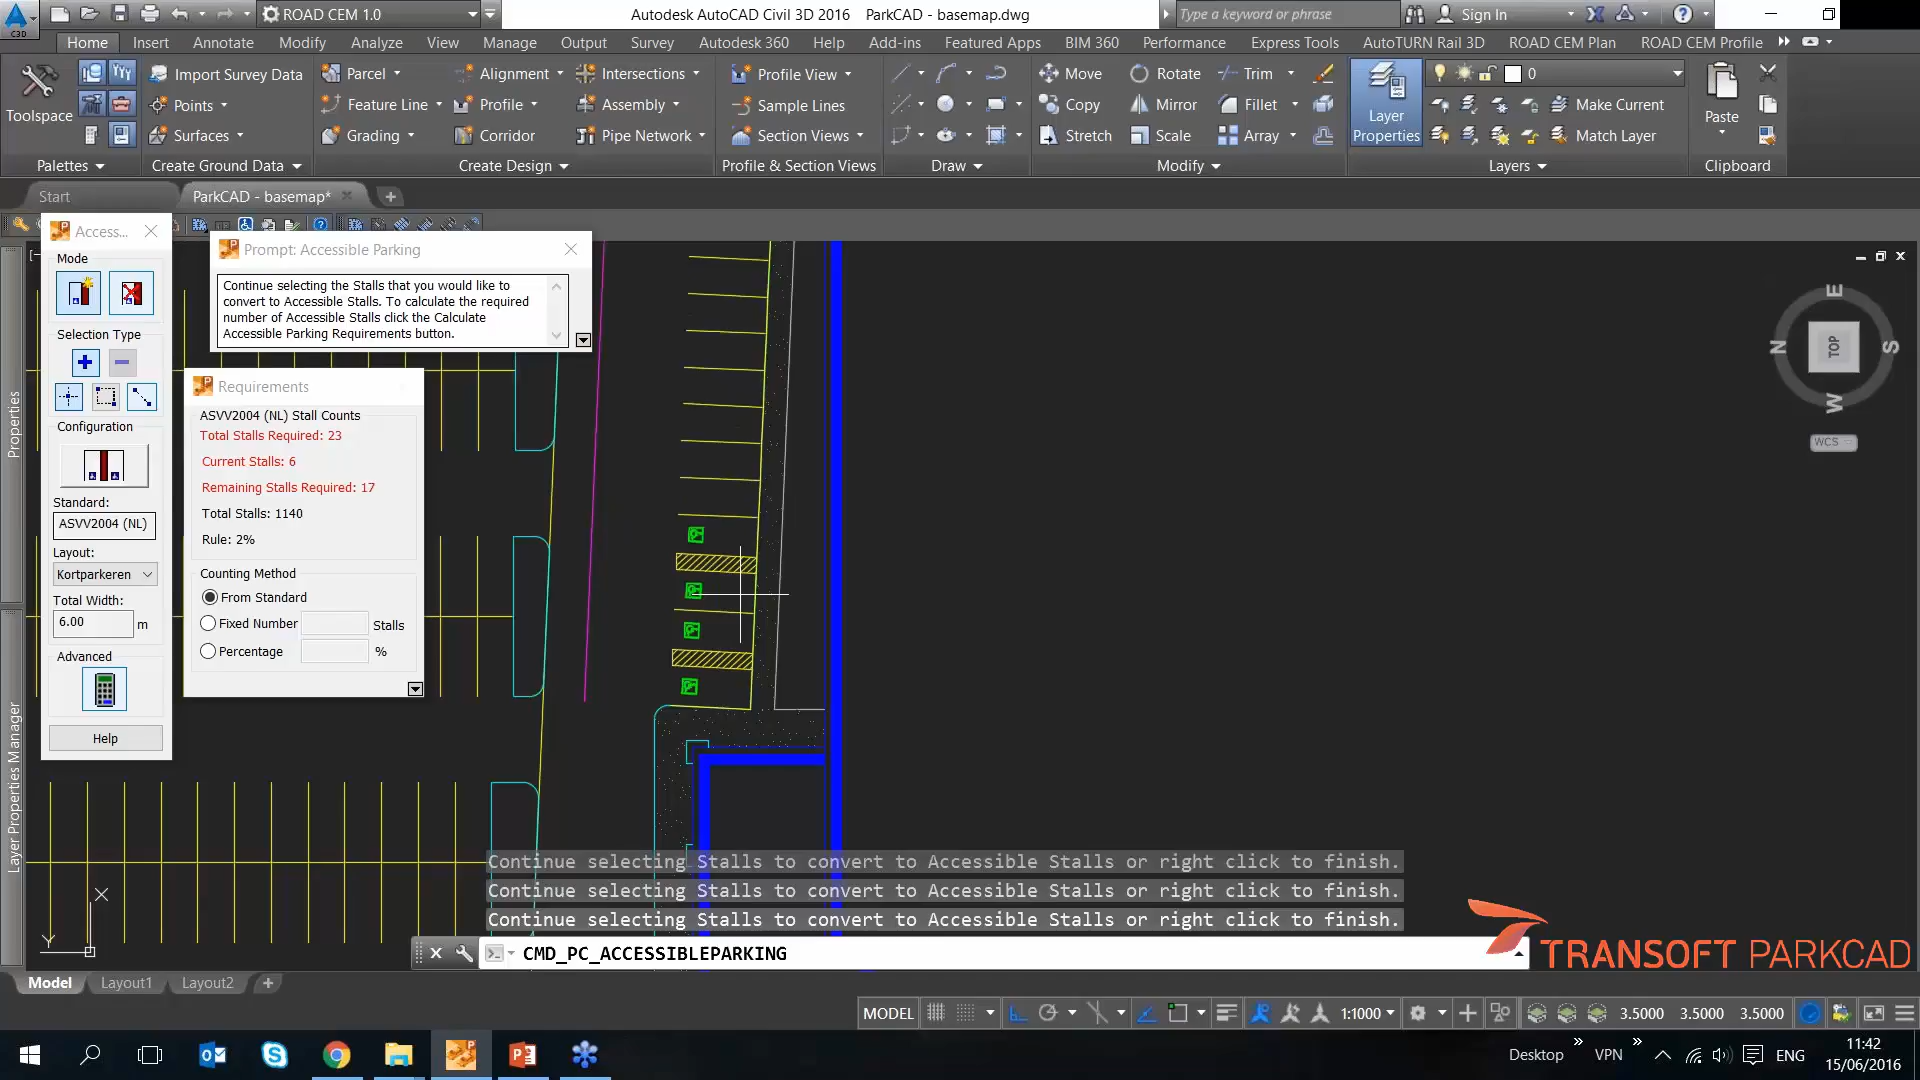 C3D
ROAD CEM 1.0
Autodesk AutoCAD Civil 3D 2016 ParkCAD - basemap.dwg
Type a keyword or phrase
Sign In
Home Insert Annotate Modify Analyze View Manage Output Survey Autodesk 360 Help Add-ins Featured Apps BIM 360 Performance Express Tools AutoTURN Rail 3D ROAD CEM Plan ROAD CEM Profile
Import Survey Data Parcel Alignment Intersections Profile View Move Rotate Trim 0
Toolspace Points Feature Line Profile Assembly Sample Lines Copy Mirror Fillet Layer Properties Make Current Paste
Surfaces Grading Corridor Pipe Network Section Views Stretch Scale Array Match Layer
Palettes Create Ground Data Create Design Profile & Section Views Draw Modify Layers Clipboard
Start ParkCAD - basemap*
Access...
Mode
Selection Type
Configuration
Standard:
ASVV2004 (NL)
Layout:
Kortparkeren
Total Width:
6.00 m
Advanced
Help
Prompt: Accessible Parking
Continue selecting the Stalls that you would like to
convert to Accessible Stalls. To calculate the required
number of Accessible Stalls click the Calculate
Accessible Parking Requirements button.
Requirements
ASVV2004 (NL) Stall Counts
Total Stalls Required: 23
Current Stalls: 6
Remaining Stalls Required: 17
Total Stalls: 1140
Rule: 2%
Counting Method
From Standard
Fixed Number Stalls
Percentage %
Properties
Layer Properties Manager
E
N TOP S
W
WCS
Continue selecting Stalls to convert to Accessible Stalls or right click to finish.
Continue selecting Stalls to convert to Accessible Stalls or right click to finish.
Continue selecting Stalls to convert to Accessible Stalls or right click to finish.
CMD_PC_ACCESSIBLEPARKING
X
Y
TRANSOFT PARKCAD
Model Layout1 Layout2
MODEL 1:1000 3.5000 3.5000 3.5000
Desktop VPN ENG
11:42
15/06/2016